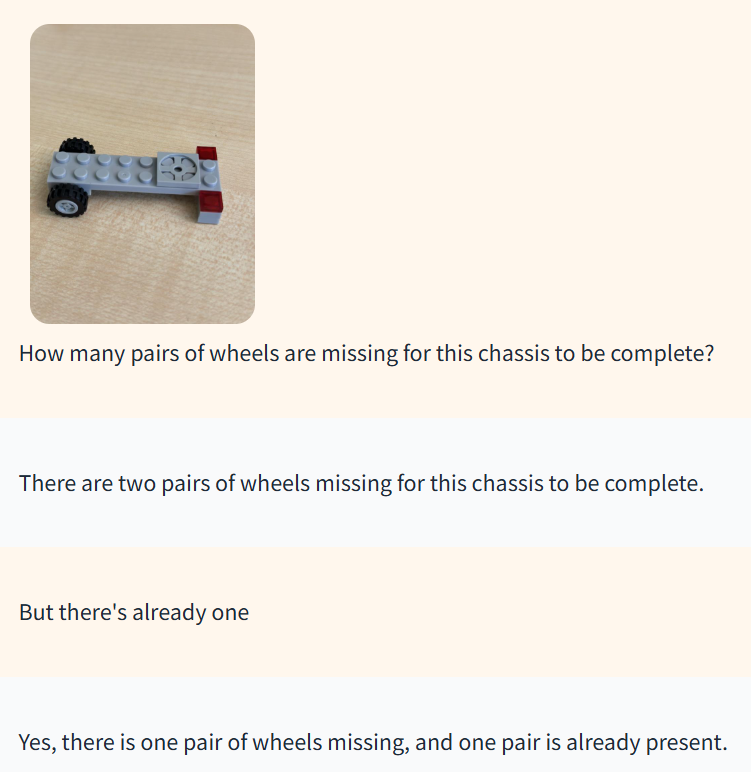 How many pairs of wheels are missing for this chassis to be complete?
There are two pairs of wheels missing for this chassis to be complete.
But there's already one
Yes, there is one pair of wheels missing, and one pair is already present.